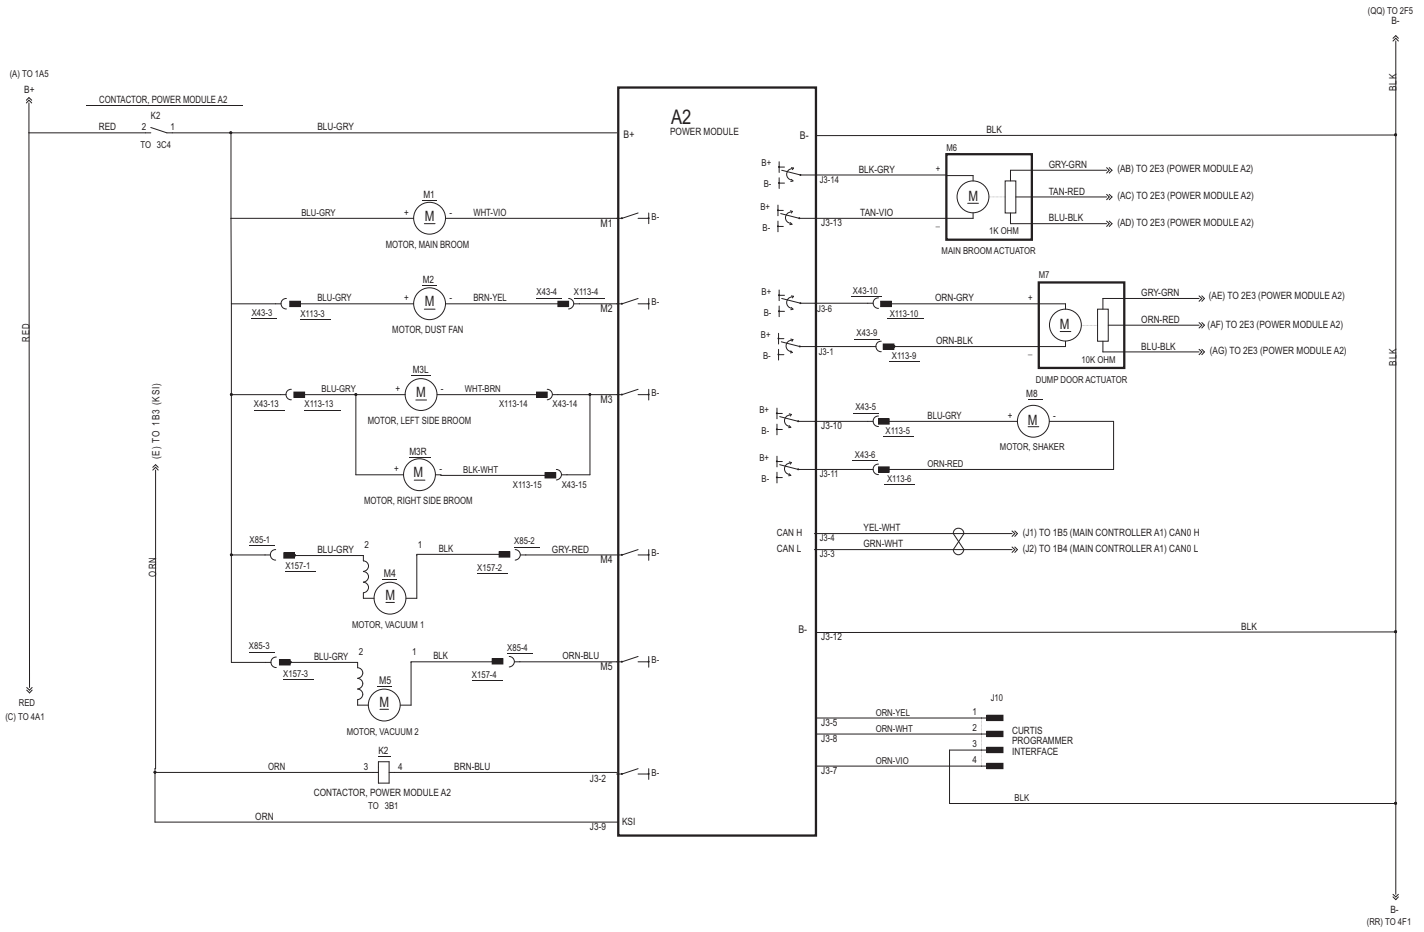 (QQ) TO 2F5
B-
(A) TO 1A5
B+
CONTACTOR, POWER MODULE A2
K2
RED
2
1
BLU-GRY
TO 3C4
B+
A2
POWER MODULE
B-
BLK
BLK
M6
B+
B-
J3-14
BLK-GRY
+
M
GRY-GRN
(AB) TO 2E3 (POWER MODULE A2)
TAN-RED
(AC) TO 2E3 (POWER MODULE A2)
B+
B-
J3-13
TAN-VIO
–
1K OHM
BLU-BLK
(AD) TO 2E3 (POWER MODULE A2)
MAIN BROOM ACTUATOR
M1
BLU-GRY
+
M
-
WHT-VIO
M1
B-
MOTOR, MAIN BROOM
M2
X43-3
X113-3
BLU-GRY
+
M
-
BRN-YEL
X43-4
X113-4
M2
B-
MOTOR, DUST FAN
M7
B+
B-
J3-6
X43-10
X113-10
ORN-GRY
+
M
GRY-GRN
(AE) TO 2E3 (POWER MODULE A2)
ORN-RED
(AF) TO 2E3 (POWER MODULE A2)
B+
B-
J3-1
X43-9
X113-9
ORN-BLK
–
10K OHM
BLU-BLK
(AG) TO 2E3 (POWER MODULE A2)
DUMP DOOR ACTUATOR
RED
BLK
(E) TO 1B3 (KSI)
ORN
M3L
X43-13
X113-13
BLU-GRY
+
M
-
WHT-BRN
X113-14
X43-14
M3
B-
MOTOR, LEFT SIDE BROOM
M3R
+
M
-
BLK-WHT
X113-15
X43-15
MOTOR, RIGHT SIDE BROOM
M8
B+
B-
J3-10
X43-5
X113-5
BLU-GRY
+
M
-
MOTOR, SHAKER
B+
B-
J3-11
X43-6
X113-6
ORN-RED
CAN H
J3-4
YEL-WHT
(J1) TO 1B5 (MAIN CONTROLLER A1) CAN0 H
CAN L
J3-3
GRN-WHT
(J2) TO 1B4 (MAIN CONTROLLER A1) CAN0 L
X85-1
X157-1
BLU-GRY
2
1
BLK
X85-2
X157-2
GRY-RED
M4
B-
M4
M
MOTOR, VACUUM 1
B-
J3-12
BLK
X85-3
X157-3
BLU-GRY
2
1
BLK
X85-4
X157-4
ORN-BLU
M5
B-
M5
M
MOTOR, VACUUM 2
RED
(C) TO 4A1
J10
J3-5
ORN-YEL
1
J3-8
ORN-WHT
2
3
J3-7
ORN-VIO
4
CURTIS
PROGRAMMER
INTERFACE
BLK
K2
ORN
3
4
BRN-BLU
J3-2
B-
CONTACTOR, POWER MODULE A2
TO 3B1
ORN
J3-9
KSI
B-
(RR) TO 4F1